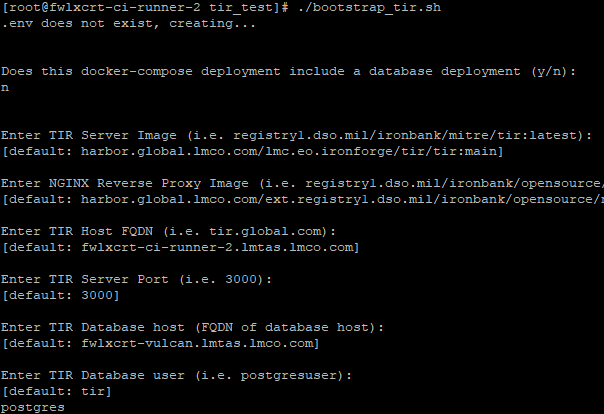 [root@fwlxcrt-ci-runner-2 tir_test]# ./bootstrap_tir.sh
.env does not exist, creating...
Does this docker-compose deployment include a database deployment (y/n):
n
Enter TIR Server Image (i.e. registry1.dso.mil/ironbank/mitre/tir:latest):
[default: harbor.global.lmco.com/lmc.eo.ironforge/tir/tir:main]
Enter NGINX Reverse Proxy Image (i.e. registry1.dso.mil/ironbank/opensource/
[default: harbor.global.lmco.com/ext.registry1.dso.mil/ironbank/opensource/
Enter TIR Host FQDN (i.e. tir.global.com):
[default: fwlxcrt-ci-runner-2.lmtas.lmco.com]
Enter TIR Server Port (i.e. 3000):
[default: 3000]
Enter TIR Database host (FQDN of database host):
[default: fwlxcrt-vulcan.lmtas.lmco.com]
Enter TIR Database user (i.e. postgresuser):
[default: tir]
postgres